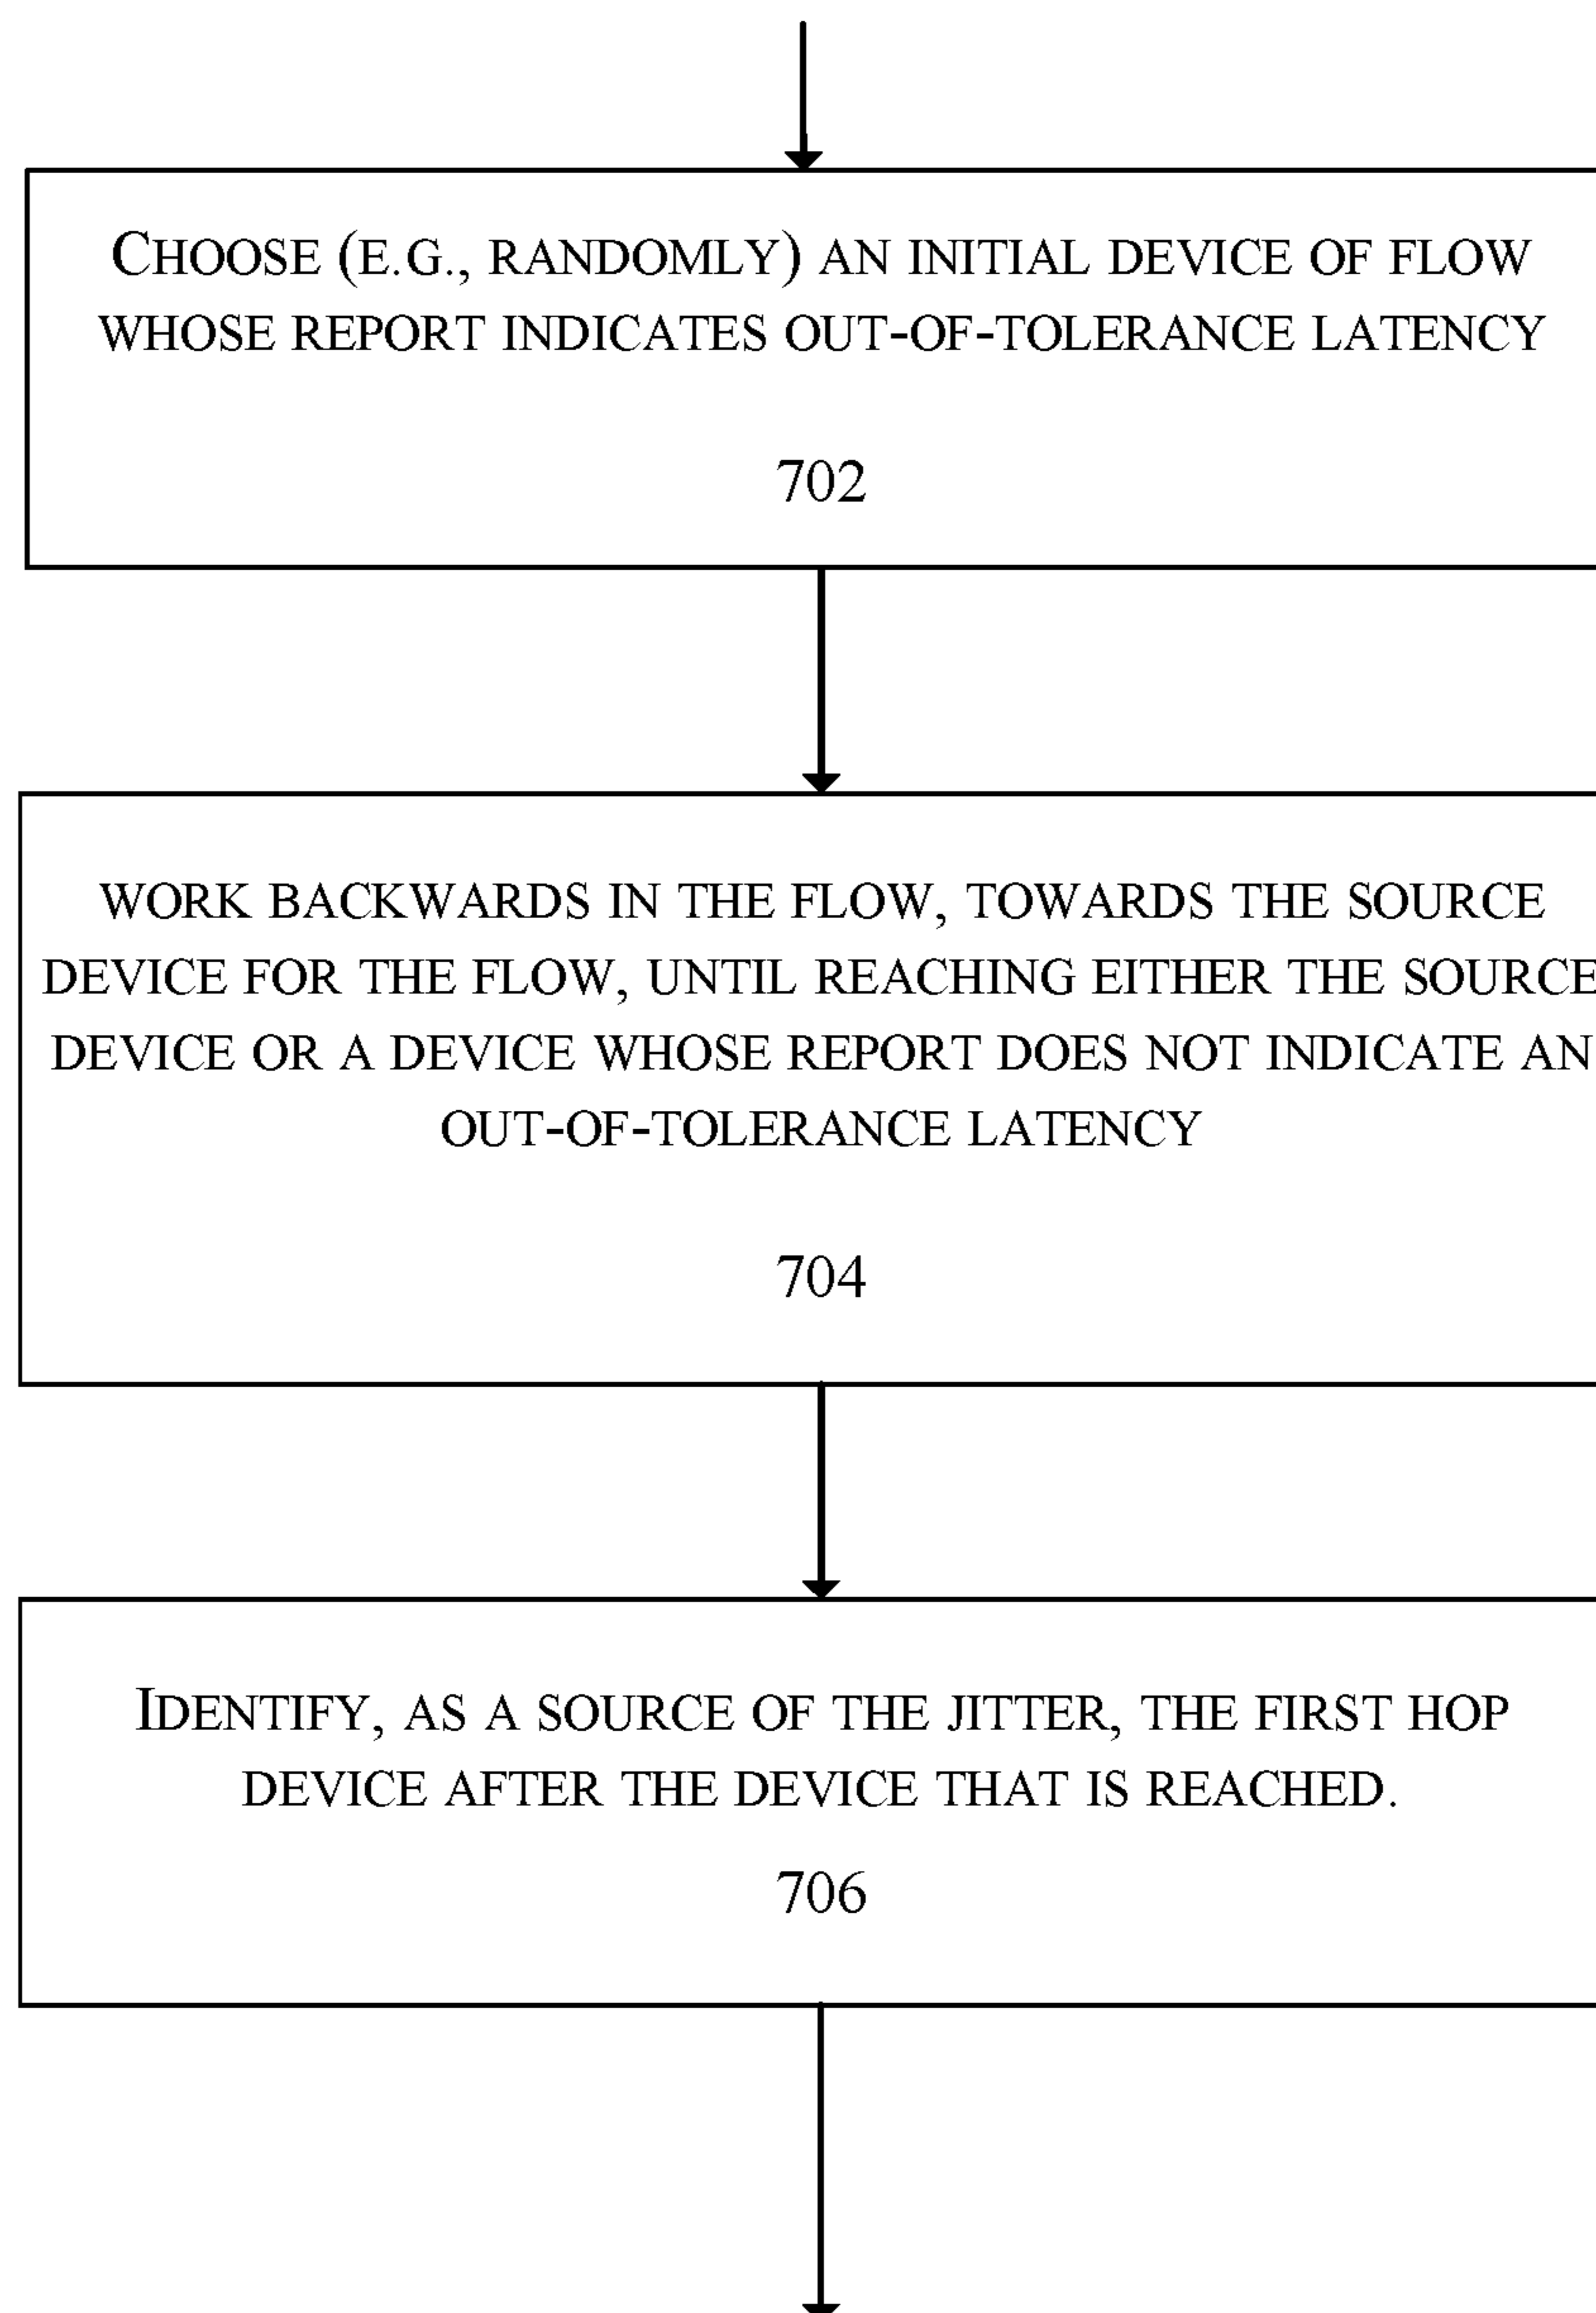 CHOOSE (E.G., RANDOMLY) AN INITIAL DEVICE OF FLOW
WHOSE REPORT INDICATES OUT-OF-TOLERANCE LATENCY
702
WORK BACKWARDS IN THE FLOW, TOWARDS THE SOURCE
DEVICE FOR THE FLOW, UNTIL REACHING EITHER THE SOURCE
DEVICE OR A DEVICE WHOSE REPORT DOES NOT INDICATE AN
OUT-OF-TOLERANCE LATENCY
704
IDENTIFY, AS A SOURCE OF THE JITTER, THE FIRST HOP
DEVICE AFTER THE DEVICE THAT IS REACHED.
706